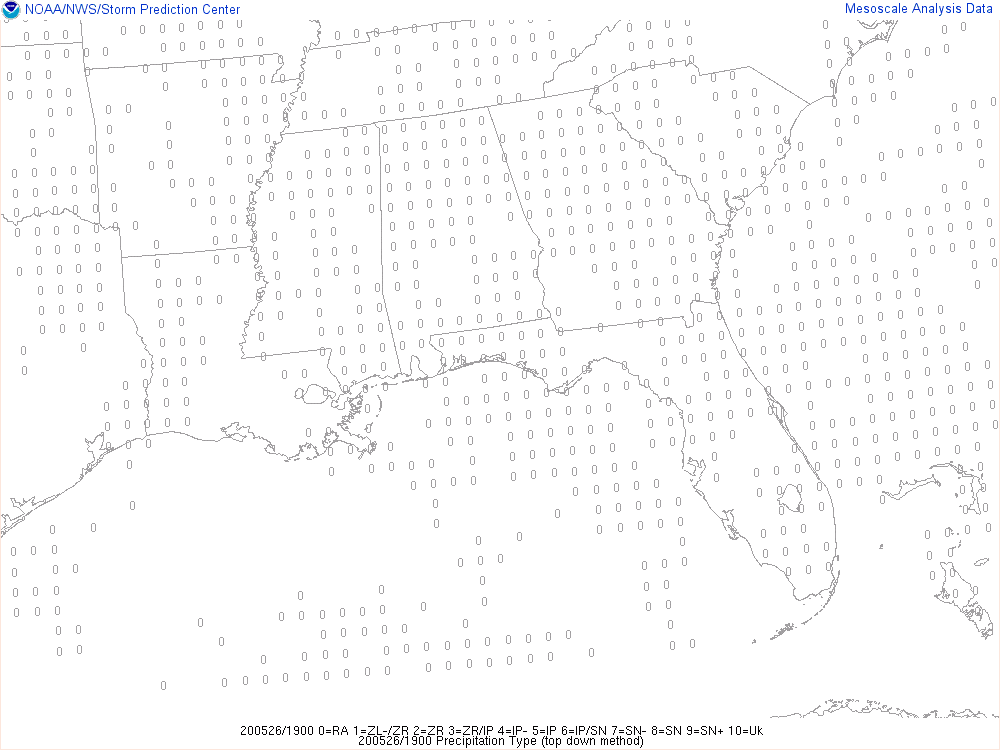 NOAA/NWS/Storm Prediction Center
Mesoscale Analysis Data
200526/1900 0=RA 1=ZL-/ZR 2=ZR 3=ZR/IP 4=IP- 5=IP 6=IP/SN 7=SN- 8=SN 9=SN+ 10=Uk
200526/1900 Precipitation Type (top down method)